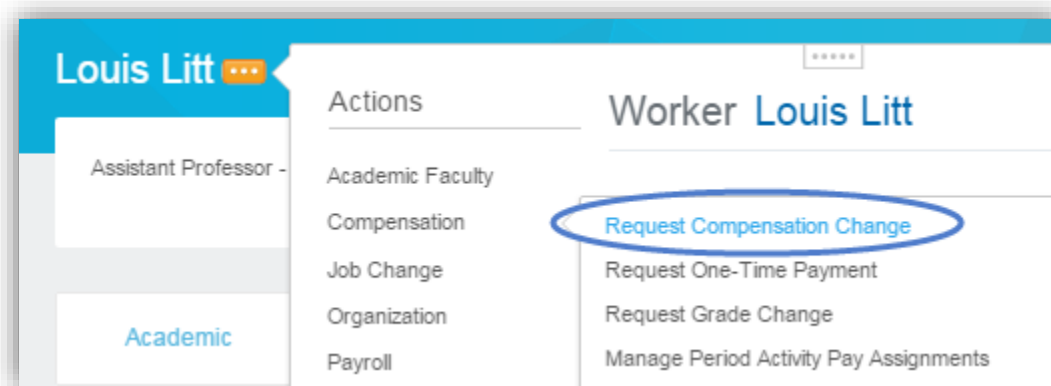 Louis Litt
Assistant Professor -
Academic
Actions
Academic Faculty
Compensation
Job Change
Organization
Payroll
Worker Louis Litt
Request Compensation Change
Request One-Time Payment
Request Grade Change
Manage Period Activity Pay Assignments